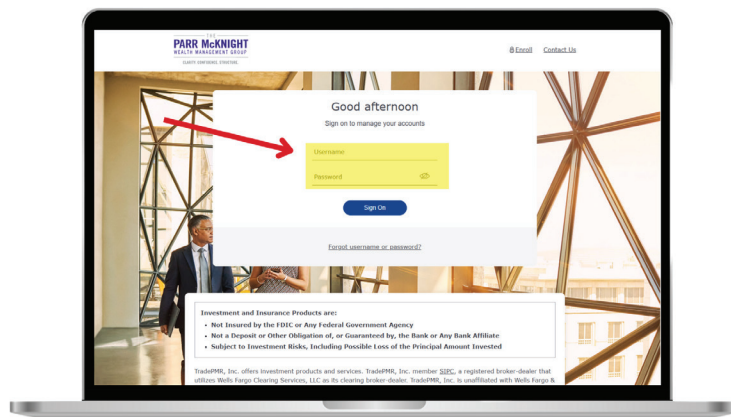 THE
PARR McKNIGHT
WEALTH MANAGEMENT GROUP
CLARITY. CONFIDENCE. STRUCTURE.
Enroll Contact Us
Good afternoon
Sign on to manage your accounts
Username
Password
Sign On
Forgot username or password?
Investment and Insurance Products are:
• Not Insured by the FDIC or Any Federal Government Agency
• Not a Deposit or Other Obligation of, or Guaranteed by, the Bank or Any Bank Affiliate
• Subject to Investment Risks, Including Possible Loss of the Principal Amount Invested
TradePMR, Inc. offers investment products and services. TradePMR, Inc. member SIPC, a registered broker-dealer that
utilizes Wells Fargo Clearing Services, LLC as its clearing broker-dealer. TradePMR, Inc. is unaffiliated with Wells Fargo &